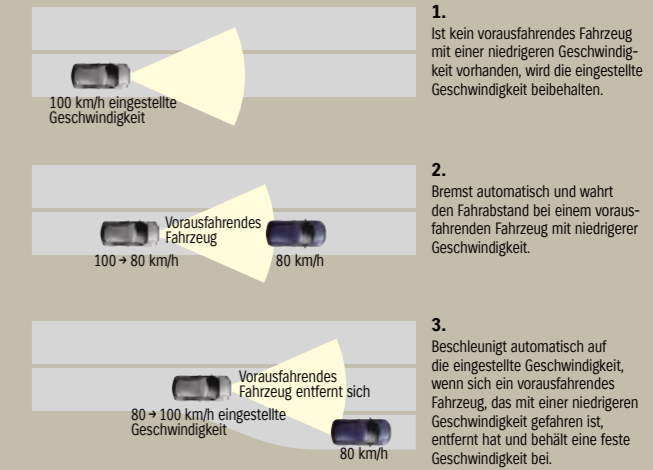 1.
Ist kein vorausfahrendes Fahrzeug
mit einer niedrigeren Geschwindig-
keit vorhanden, wird die eingestellte
Geschwindigkeit beibehalten.
100 km/h eingestellte
Geschwindigkeit
2.
Bremst automatisch und wahrt
den Fahrabstand bei einem voraus-
fahrenden Fahrzeug mit niedrigerer
Geschwindigkeit.
Vorausfahrendes
Fahrzeug
100 → 80 km/h
80 km/h
3.
Beschleunigt automatisch auf
die eingestellte Geschwindigkeit,
wenn sich ein vorausfahrendes
Fahrzeug, das mit einer niedrigeren
Geschwindigkeit gefahren ist,
entfernt hat und behält eine feste
Geschwindigkeit bei.
Vorausfahrendes
Fahrzeug entfernt sich
80 → 100 km/h eingestellte
Geschwindigkeit
80 km/h